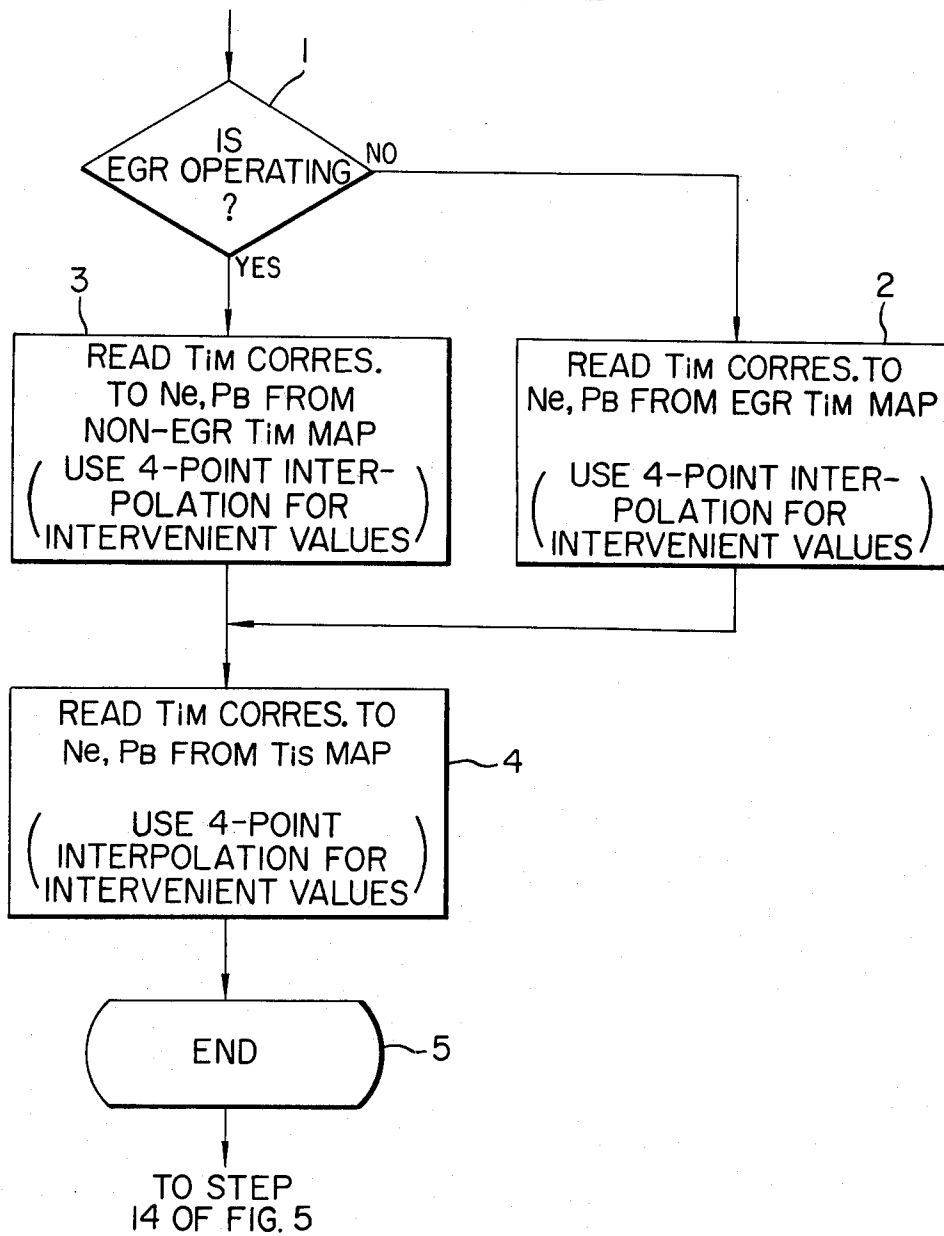 1
IS
EGR OPERATING
?
NO
YES
3
READ TiM CORRES.
TO Ne, PB FROM
NON-EGR TiM MAP
( USE 4-POINT INTER-
POLATION FOR
INTERVENIENT VALUES )
2
READ TiM CORRES. TO
Ne, PB FROM EGR TiM MAP
( USE 4-POINT INTER-
POLATION FOR
INTERVENIENT VALUES )
READ TiM CORRES. TO
Ne, PB FROM Tis MAP
( USE 4-POINT
INTERPOLATION FOR
INTERVENIENT VALUES )
4
END
5
TO STEP
14 OF FIG. 5